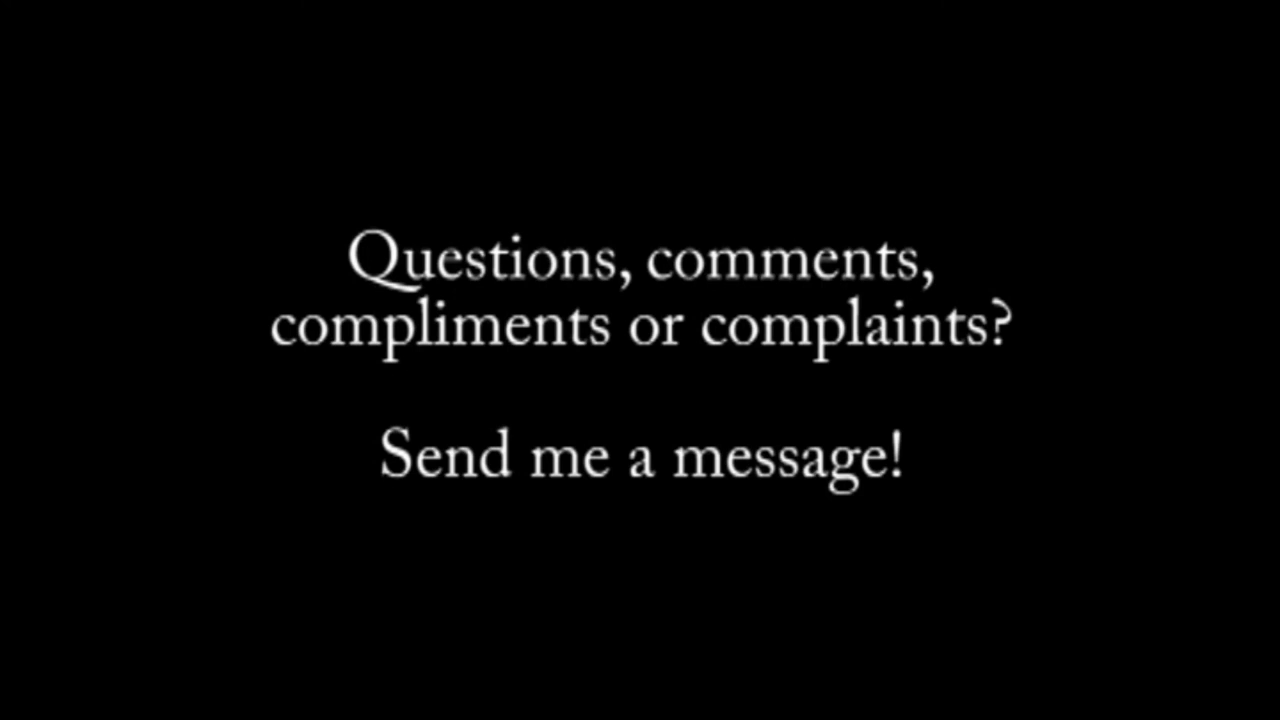 Questions, comments,
compliments or complaints?
Send me a message!